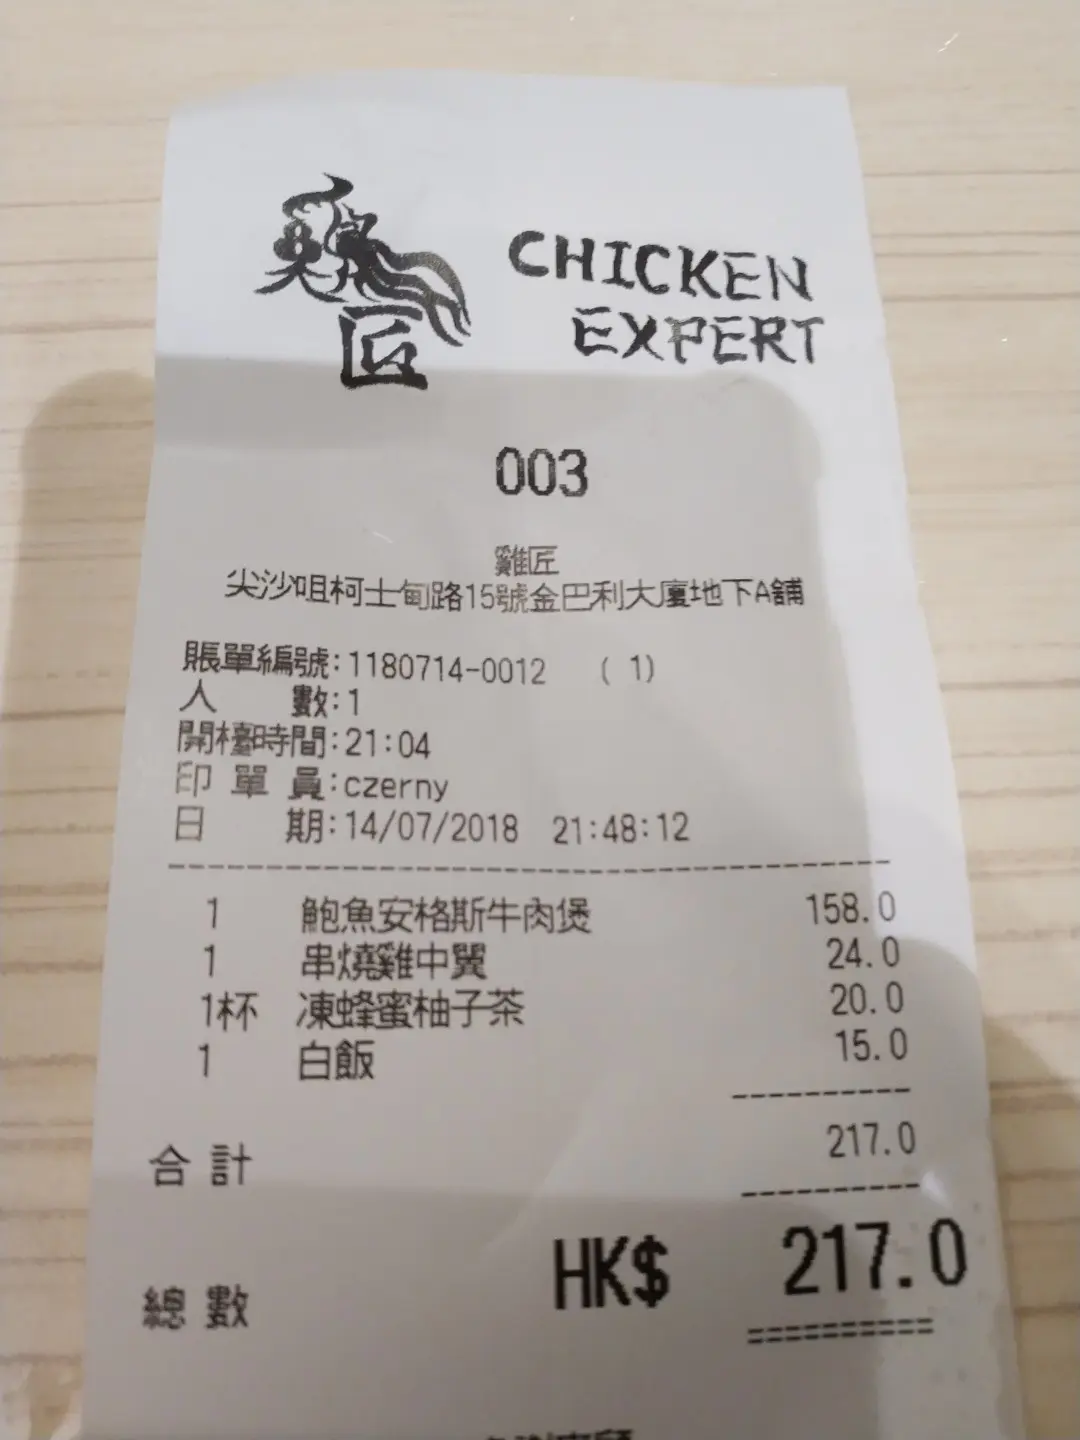 雞匠 CHICKEN
EXPERT
003
雞匠
尖沙咀柯士甸路15號金巴利大廈地下A舖
賬單編號:1180714-0012 ( 1)
人 數:1
開檯時間:21:04
印單員:czerny
日 期:14/07/2018 21:48:12
1 鮑魚安格斯牛肉煲 158.0
1 串燒雞中翼 24.0
1杯 凍蜂蜜柚子茶 20.0
1 白飯 15.0
合計 217.0
總數 HK$ 217.0